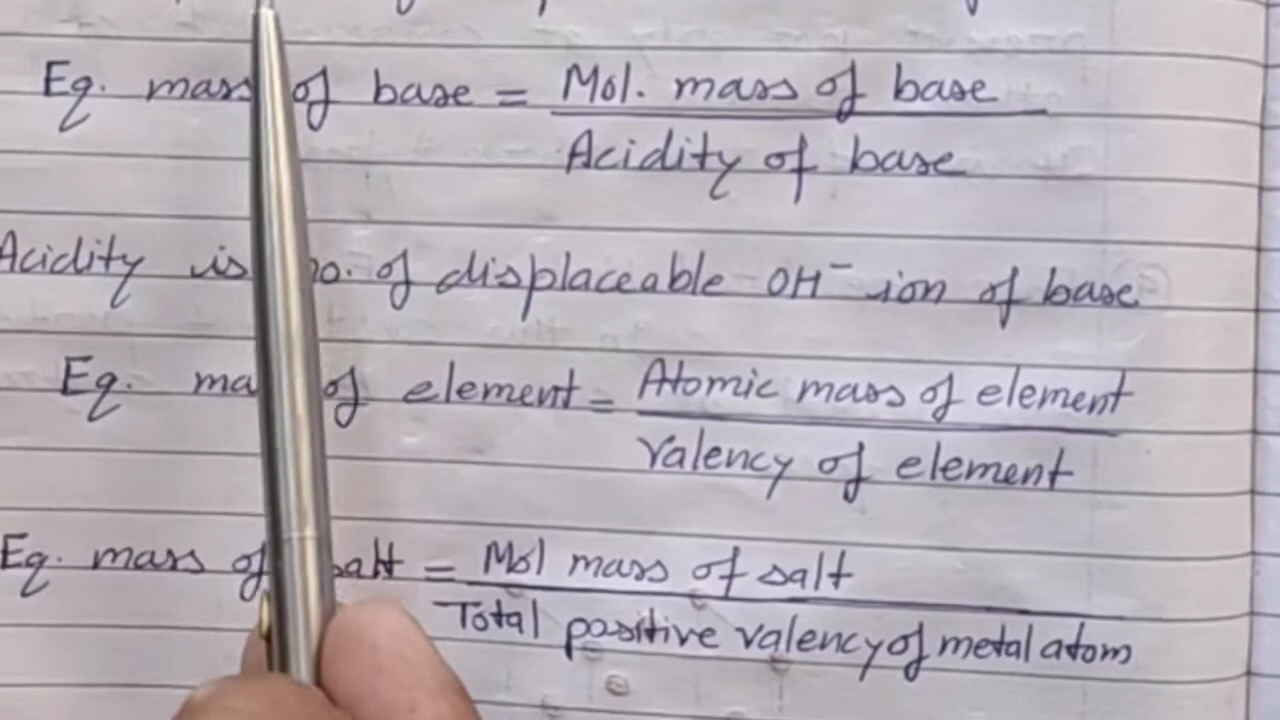 Eq. mass of base = Mol. mass of base
Acidity of base
Acidity is no. of displaceable OH⁻ ion of base
Eq. ma of element = Atomic mass of element
Valency of element
Eq. mass of salt = Mol mass of salt
Total positive valency of metal atom